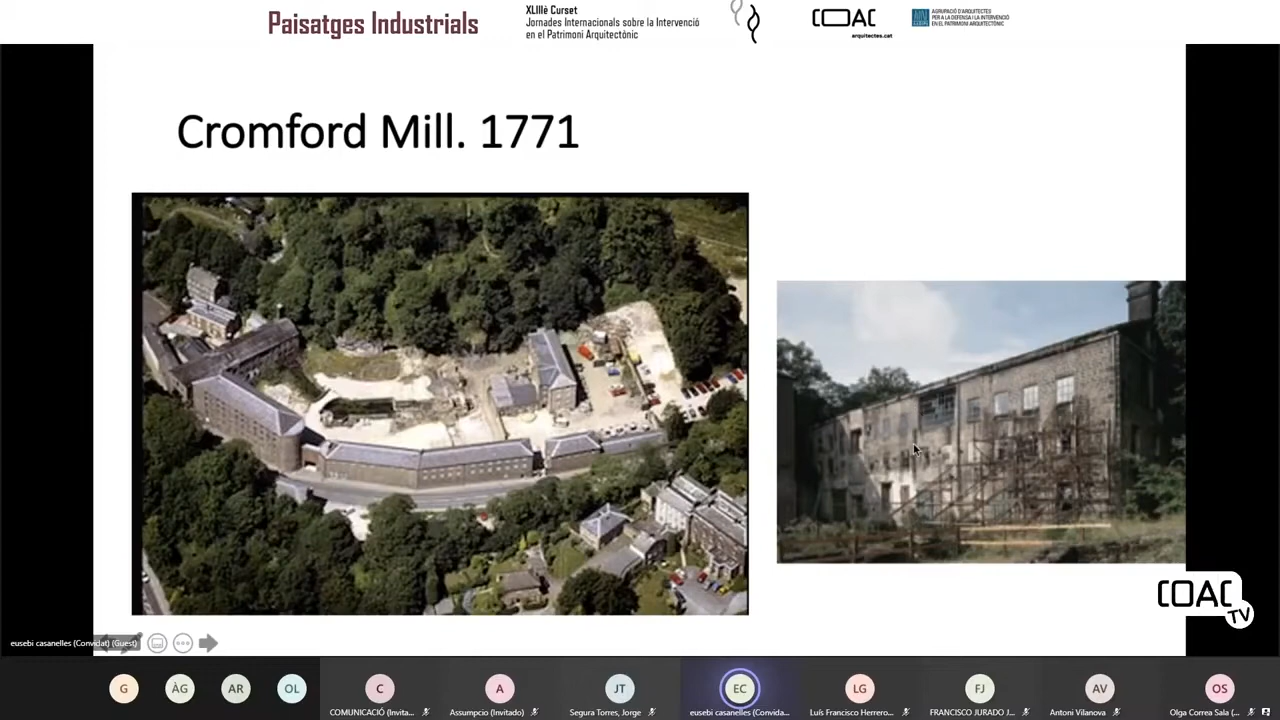 Paisatges Industrials
XLIIIè Curset
Jornades Internacionals sobre la Intervenció
en el Patrimoni Arquitectònic
COAC
arquitectes.cat
AGRUPACIÓ D'ARQUITECTES
PER A LA DEFENSA I LA INTERVENCIÓ
EN EL PATRIMONI ARQUITECTÒNIC
Cromford Mill. 1771
COAC
TV
eusebi casanelles (Convidat) (Guest)
G
ÀG
AR
OL
C
COMUNICACIÓ (Invita...
A
Assumpcio (Invitado)
JT
Segura Torres, Jorge
EC
eusebi casanelles (Convida...
LG
Luís Francisco Herrero...
FJ
FRANCISCO JURADO J...
AV
Antoni Vilanova
OS
Olga Correa Sala (...